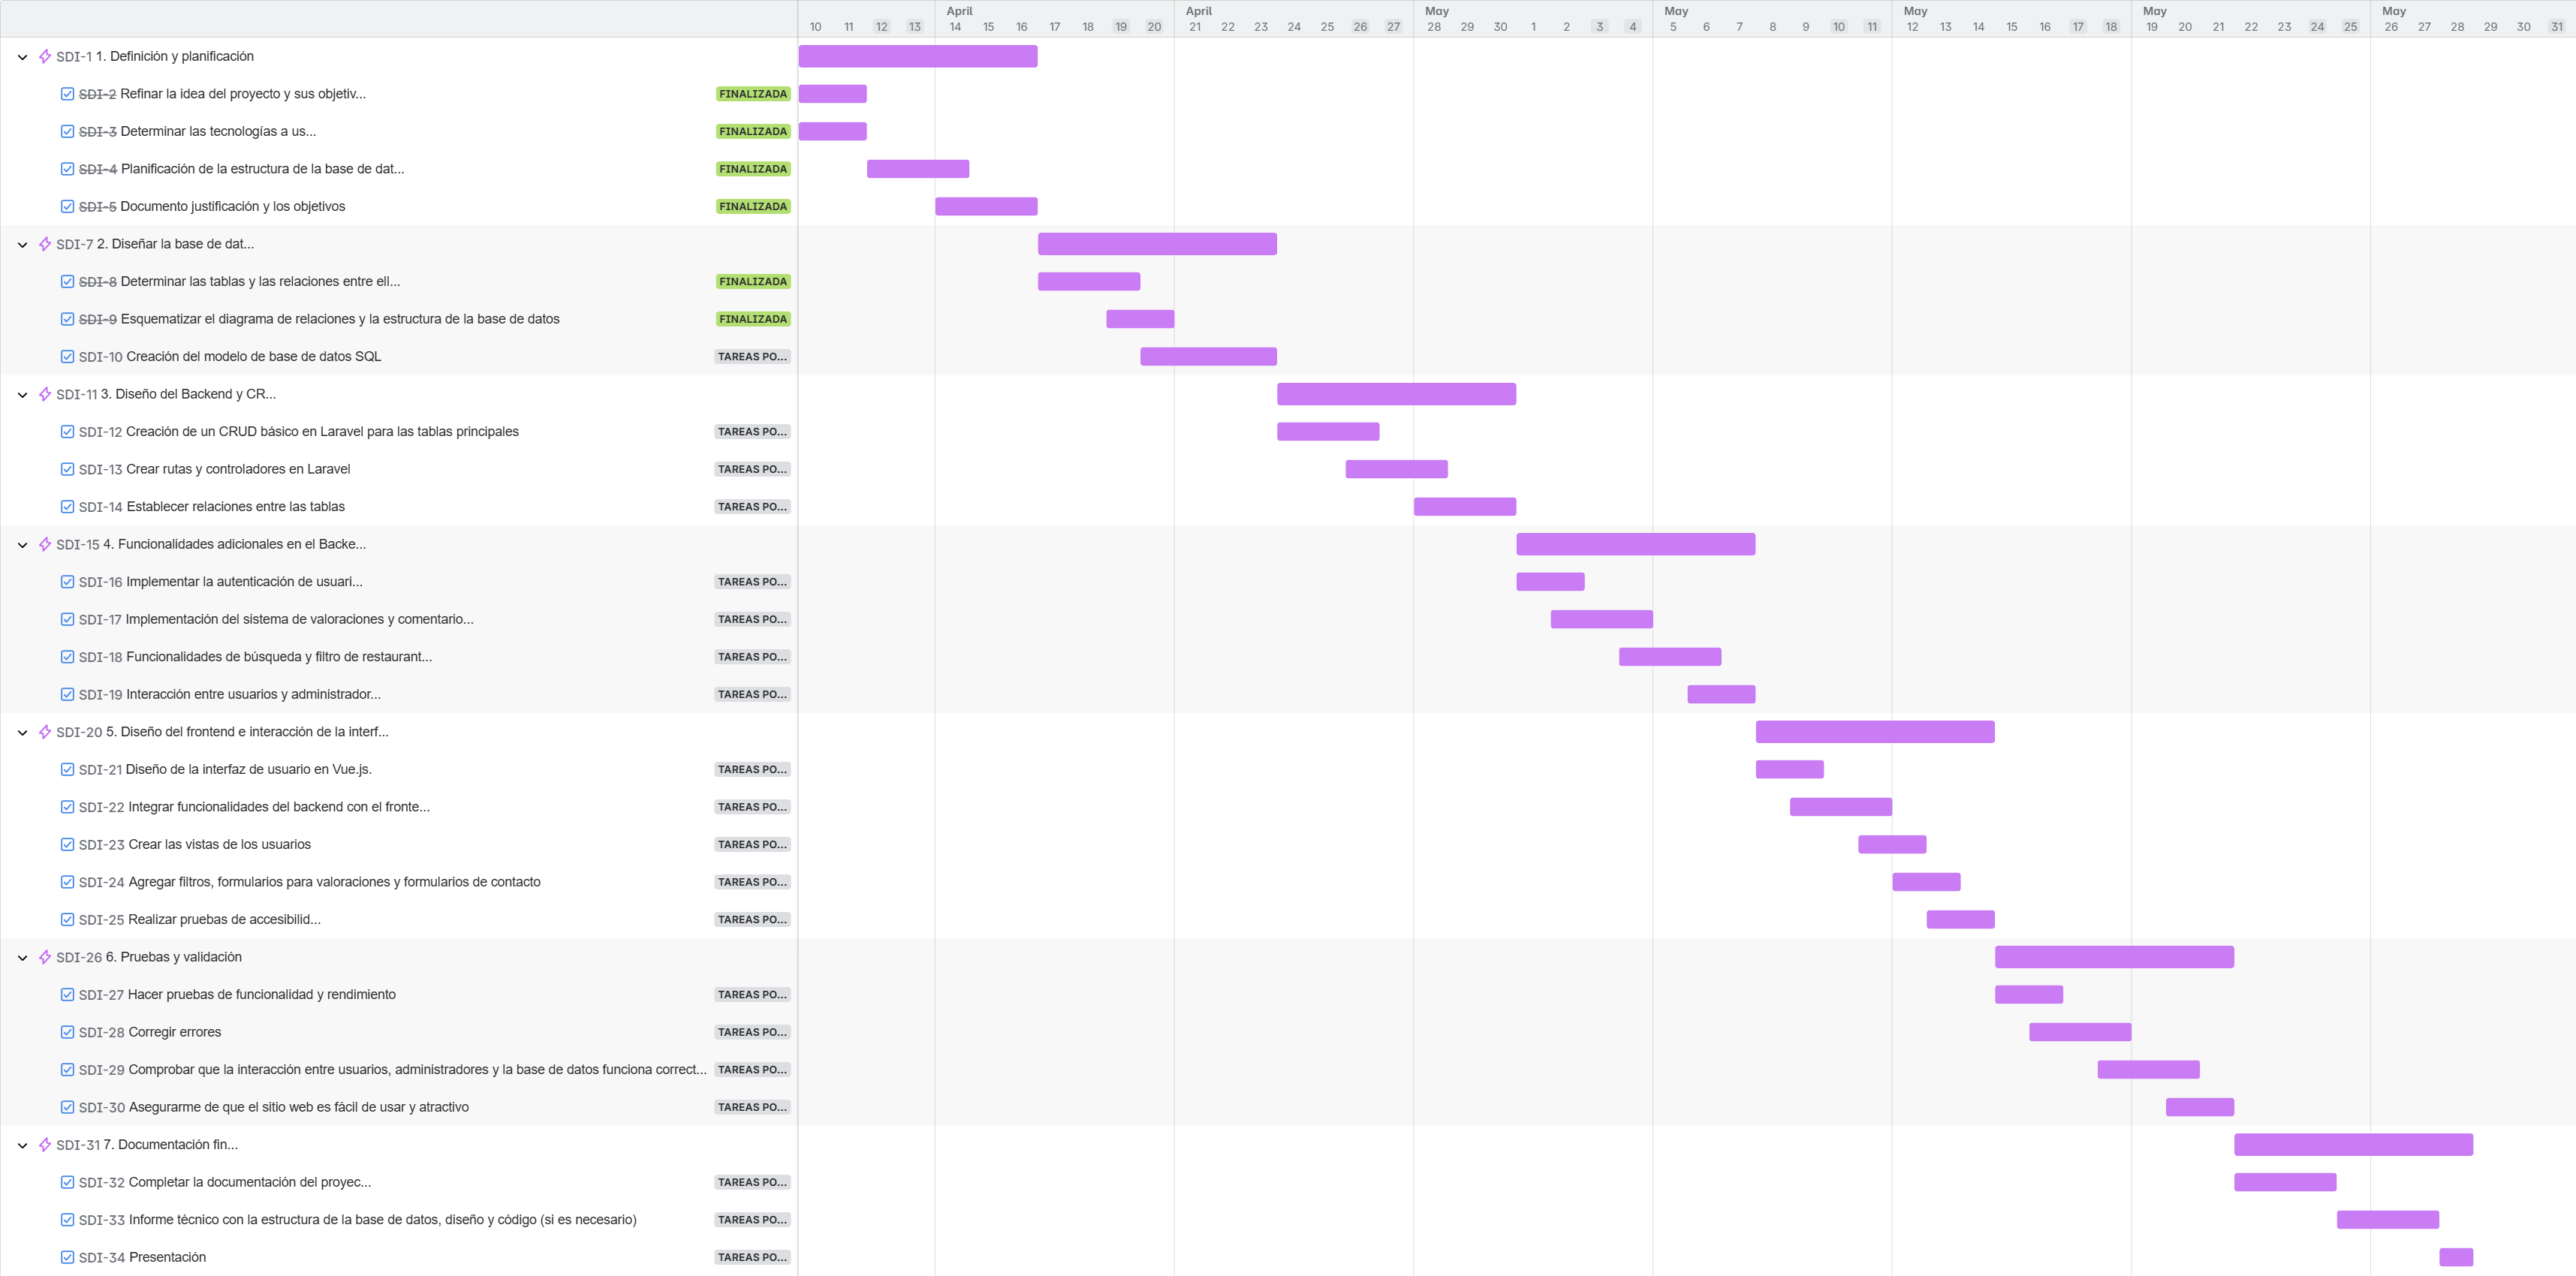 April April May May May May May
10 11 12 13 14 15 16 17 18 19 20 21 22 23 24 25 26 27 28 29 30 1 2 3 4 5 6 7 8 9 10 11 12 13 14 15 16 17 18 19 20 21 22 23 24 25 26 27 28 29 30 31
SDI-1 1. Definición y planificación
SDI-2 Refinar la idea del proyecto y sus objetiv... FINALIZADA
SDI-3 Determinar las tecnologías a us... FINALIZADA
SDI-4 Planificación de la estructura de la base de dat... FINALIZADA
SDI-5 Documento justificación y los objetivos FINALIZADA
SDI-7 2. Diseñar la base de dat...
SDI-8 Determinar las tablas y las relaciones entre ell... FINALIZADA
SDI-9 Esquematizar el diagrama de relaciones y la estructura de la base de datos FINALIZADA
SDI-10 Creación del modelo de base de datos SQL TAREAS PO...
SDI-11 3. Diseño del Backend y CR...
SDI-12 Creación de un CRUD básico en Laravel para las tablas principales TAREAS PO...
SDI-13 Crear rutas y controladores en Laravel TAREAS PO...
SDI-14 Establecer relaciones entre las tablas TAREAS PO...
SDI-15 4. Funcionalidades adicionales en el Backe...
SDI-16 Implementar la autenticación de usuari... TAREAS PO...
SDI-17 Implementación del sistema de valoraciones y comentario... TAREAS PO...
SDI-18 Funcionalidades de búsqueda y filtro de restaurant... TAREAS PO...
SDI-19 Interacción entre usuarios y administrador... TAREAS PO...
SDI-20 5. Diseño del frontend e interacción de la interf...
SDI-21 Diseño de la interfaz de usuario en Vue.js. TAREAS PO...
SDI-22 Integrar funcionalidades del backend con el fronte... TAREAS PO...
SDI-23 Crear las vistas de los usuarios TAREAS PO...
SDI-24 Agregar filtros, formularios para valoraciones y formularios de contacto TAREAS PO...
SDI-25 Realizar pruebas de accesibilid... TAREAS PO...
SDI-26 6. Pruebas y validación
SDI-27 Hacer pruebas de funcionalidad y rendimiento TAREAS PO...
SDI-28 Corregir errores TAREAS PO...
SDI-29 Comprobar que la interacción entre usuarios, administradores y la base de datos funciona correct... TAREAS PO...
SDI-30 Asegurarme de que el sitio web es fácil de usar y atractivo TAREAS PO...
SDI-31 7. Documentación fin...
SDI-32 Completar la documentación del proyec... TAREAS PO...
SDI-33 Informe técnico con la estructura de la base de datos, diseño y código (si es necesario) TAREAS PO...
SDI-34 Presentación TAREAS PO...